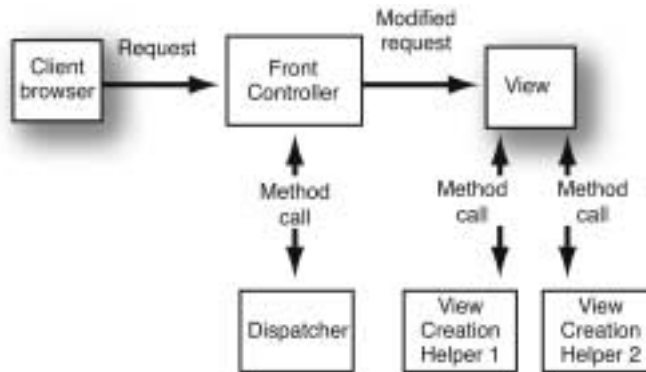 Modified
request
Request
Client
browser
Front
Controller
View
Method
call
Method
call
Method
call
Dispatcher
View
Creation
Helper 1
View
Creation
Helper 2